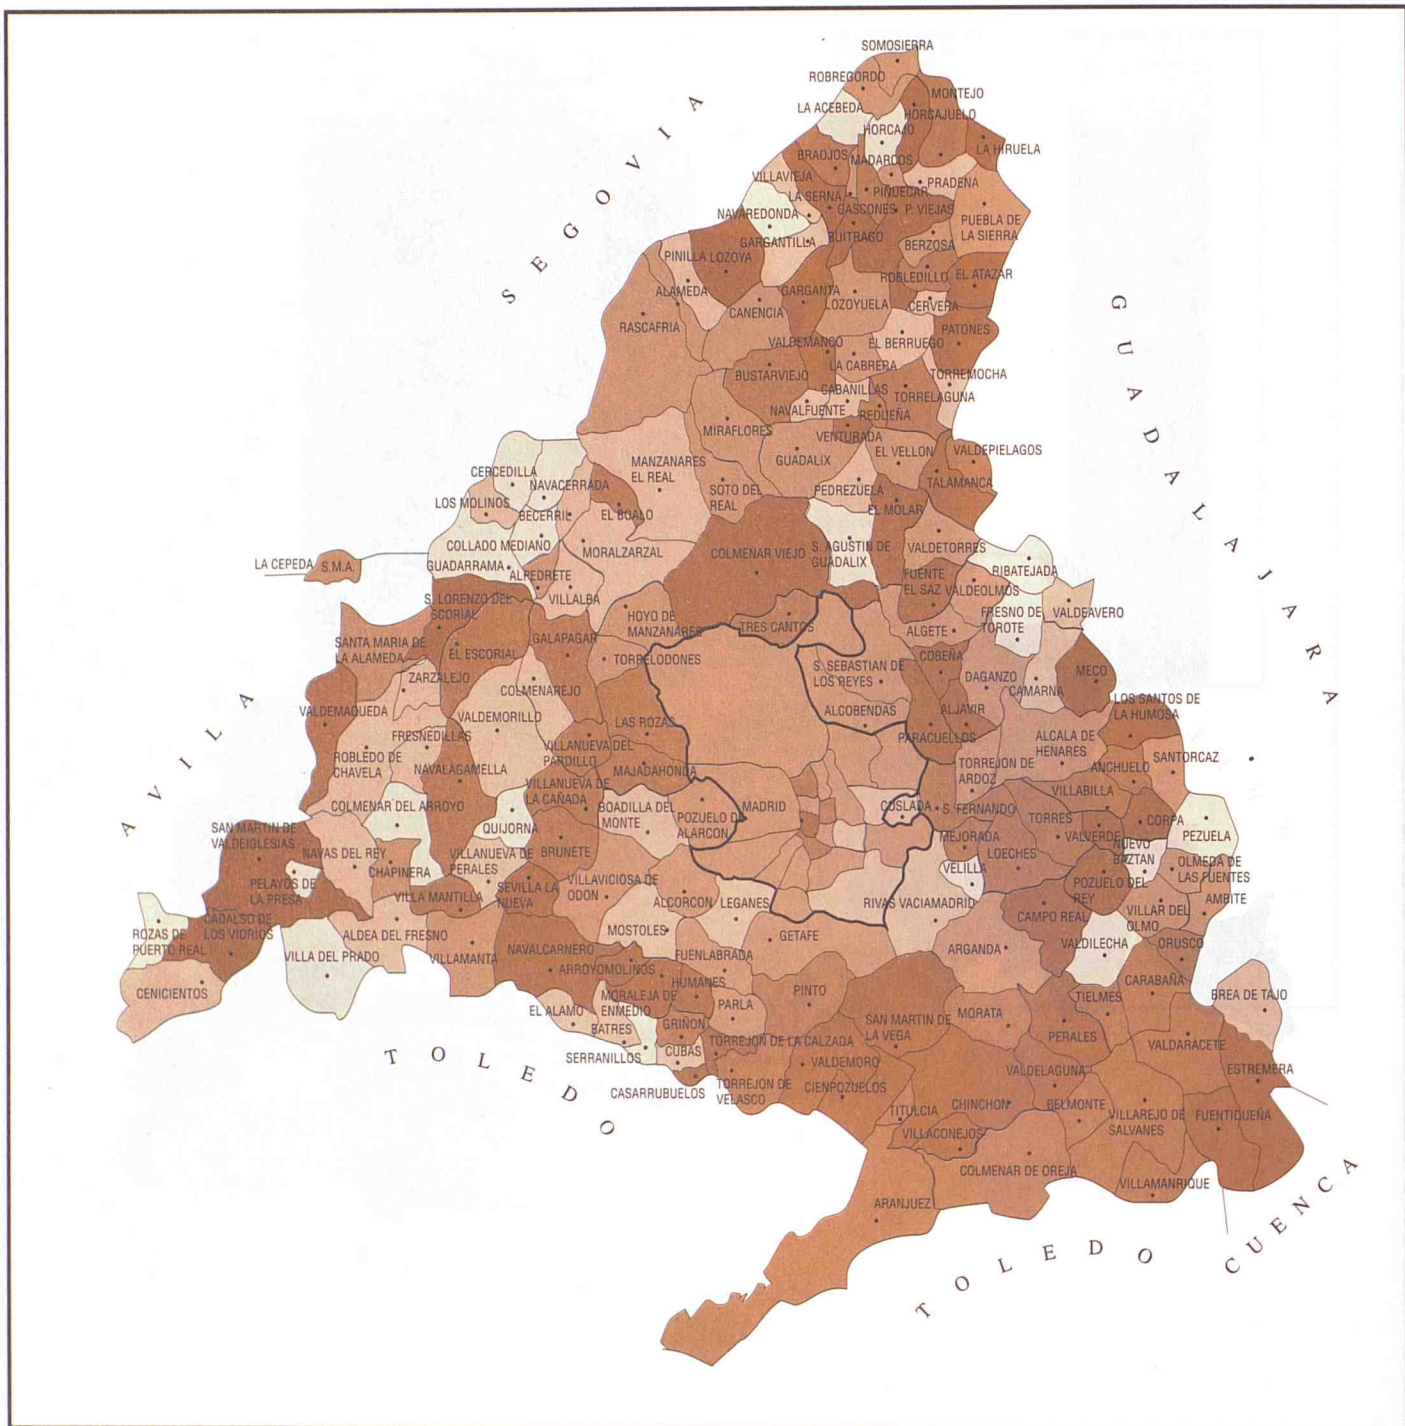 SOMOSIERRA
ROBREGORDO
MONTEJO
LA ACEBEDA
HORCAJUELO
HORCAJO
LA HIRUELA
BRAOJOS
MADARCOS
VILLAVIEJA
PRADENA
PIÑUECAR
LA SERNA
GASCONES
P. VIEJAS
NAVAREDONDA
PUEBLA DE
LA SIERRA
BUITRAGO
GARGANTILLA
BERZOSA
PINILLA
LOZOYA
ROBLEDILLO
EL ATAZAR
ALAMEDA
GARGANTA
LOZOYUELA
CERVERA
CANENCIA
RASCAFRIA
PATONES
VALDEMANCO
EL BERRUEGO
LA CABRERA
BUSTARVIEJO
TORREMOCHA
CABANILLAS
TORRELAGUNA
NAVALFUENTE
REDUEÑA
MIRAFLORES
VENTURADA
EL VELLON
VALDEPIELAGOS
GUADALIX
MANZANARES
EL REAL
CERCEDILLA
NAVACERRADA
TALAMANCA
SOTO DEL
REAL
PEDREZUELA
LOS MOLINOS
BECERRIL
EL BOALO
EL MOLAR
COLLADO MEDIANO
MORALZARZAL
COLMENAR VIEJO
S. AGUSTIN DE
GUADALIX
VALDETORRES
LA CEPEDA
S.M.A.
GUADARRAMA
ALPEDRETE
FUENTE
EL SAZ
RIBATEJADA
VALDEOLMOS
VILLALBA
S. LORENZO DEL
ESCORIAL
HOYO DE
MANZANARES
TRES CANTOS
FRESNO DE
TOROTE
VALDEAVERO
ALGETE
SANTA MARIA DE
LA ALAMEDA
EL ESCORIAL
GALAPAGAR
TORRELODONES
S. SEBASTIAN DE
LOS REYES
COBEÑA
MECO
ZARZALEJO
COLMENAREJO
DAGANZO
CAMARNA
LOS SANTOS DE
LA HUMOSA
VALDEMAQUEDA
VALDEMORILLO
LAS ROZAS
ALCOBENDAS
AJALVIR
FRESNEDILLAS
PARACUELLOS
ALCALA DE
HENARES
ROBLEDO DE
CHAVELA
VILLANUEVA DEL
PARDILLO
SANTORCAZ
NAVALAGAMELLA
MAJADAHONDA
TORREJON DE
ARDOZ
ANCHUELO
VILLANUEVA DE
LA CAÑADA
VILLABILLA
COLMENAR DEL ARROYO
BOADILLA DEL
MONTE
POZUELO DE
ALARCON
MADRID
COSLADA
S. FERNANDO
TORRES
CORPA
SAN MARTIN DE
VALDEIGLESIAS
QUIJORNA
MEJORADA
VALVERDE
PEZUELA
NAVAS DEL REY
VILLANUEVA DE
PERALES
BRUNETE
LOECHES
NUEVO
BAZTAN
CHAPINERA
VELILLA
OLMEDA DE
LAS FUENTES
PELAYOS DE
LA PRESA
SEVILLA LA
NUEVA
VILLAVICIOSA DE
ODON
POZUELO DEL
REY
VILLA MANTILLA
ALCORCON
LEGANES
RIVAS VACIAMADRID
AMBITE
CADALSO DE
LOS VIDRIOS
CAMPO REAL
VILLAR DEL
OLMO
ROZAS DE
PUERTO REAL
ALDEA DEL FRESNO
MOSTOLES
GETAFE
VALDILECHA
ORUSCO
VILLA DEL PRADO
VILLAMANTA
NAVALCARNERO
FUENLABRADA
ARGANDA
ARROYOMOLINOS
CARABAÑA
CENICIENTOS
HUMANES
PINTO
MORALEJA DE
ENMEDIO
TIELMES
BREA DE TAJO
EL ALAMO
PARLA
MORATA
BATRES
GRIÑON
SAN MARTIN DE
LA VEGA
PERALES
VALDARACETE
SERRANILLOS
CUBAS
TORREJON DE LA CALZADA
VALDEMORO
VALDELAGUNA
ESTREMERA
CASARRUBUELOS
TORREJON DE
VELASCO
CIENPOZUELOS
CHINCHON
BELMONTE
TITULCIA
VILLAREJO DE
SALVANES
FUENTIDUEÑA
VILLACONEJOS
COLMENAR DE OREJA
VILLAMANRIQUE
ARANJUEZ
SEGOVIA
GUADALAJARA
AVILA
TOLEDO
TOLEDO
CUENCA